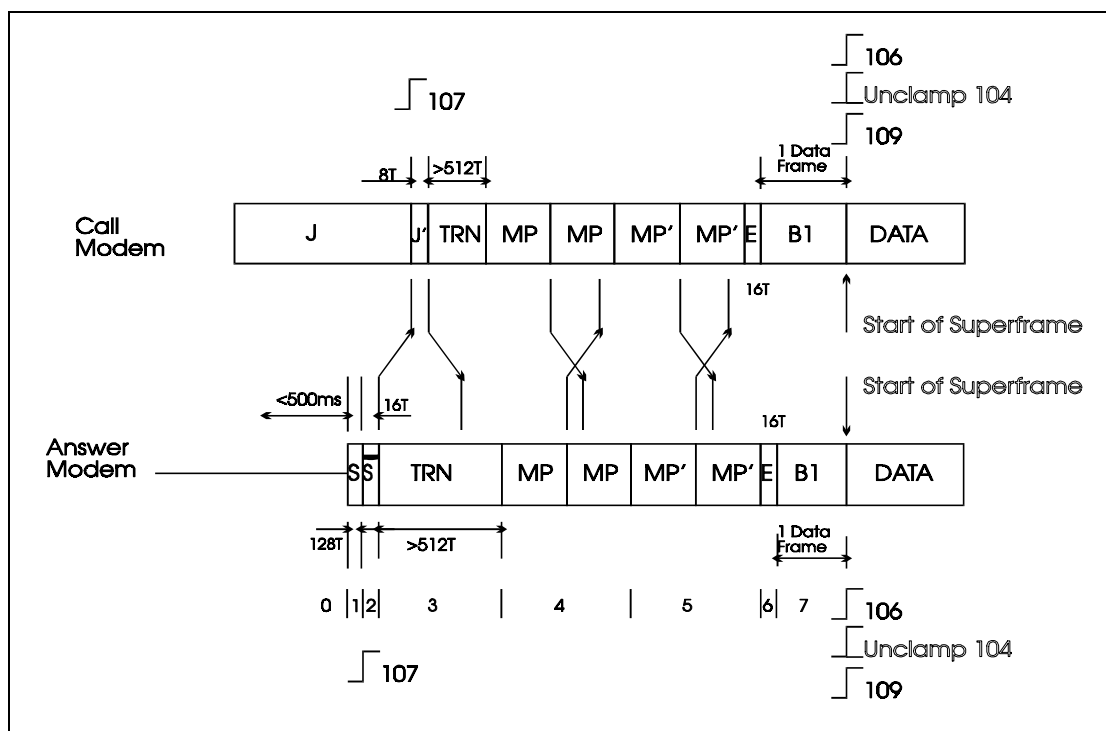 106
Unclamp 104
107
109
1 Data
Frame
8T
>512T
Call
Modem
J
J'
TRN
MP
MP
MP'
MP'
E
B1
DATA
16T
Start of Superframe
Start of Superframe
<500ms
16T
16T
Answer
Modem
S
S
TRN
MP
MP
MP'
MP'
E
B1
DATA
128T
>512T
1 Data
Frame
0
1
2
3
4
5
6
7
106
Unclamp 104
107
109